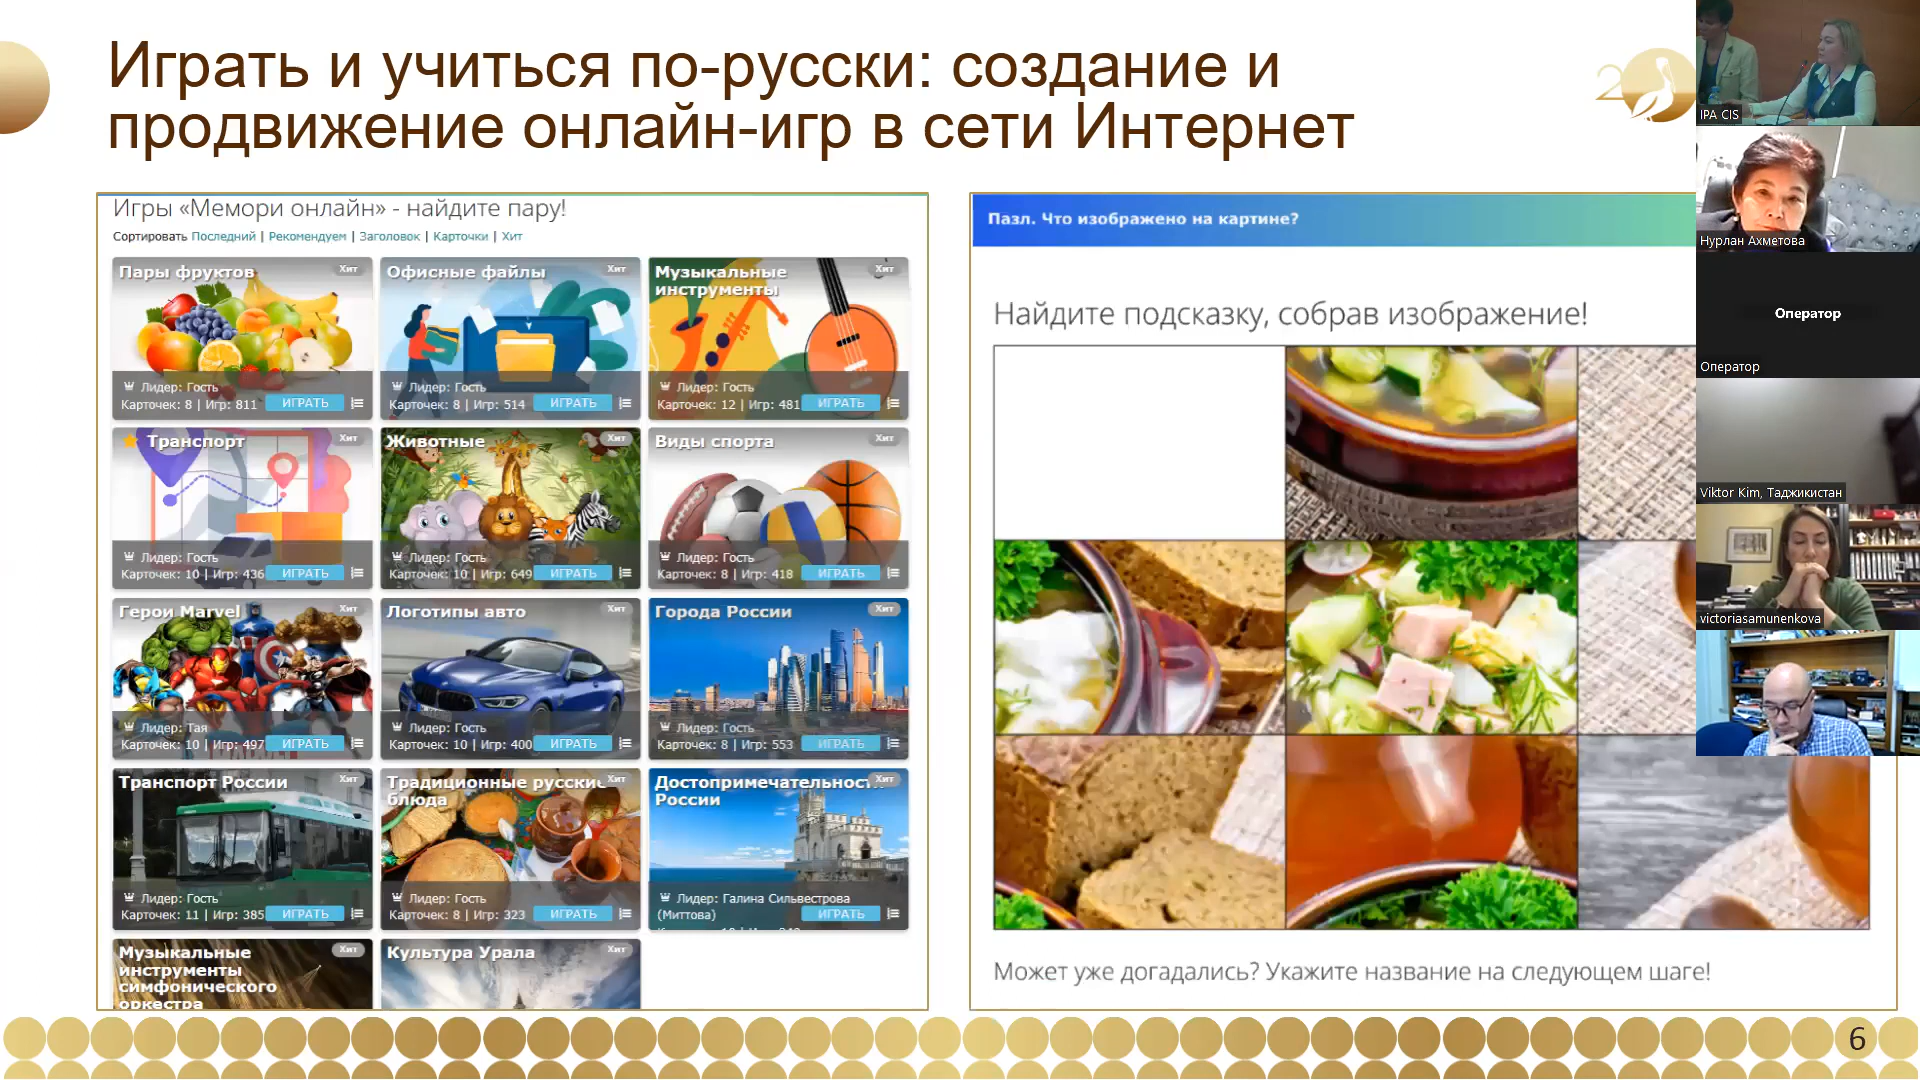 Играть и учиться по-русски: создание и
продвижение онлайн-игр в сети Интернет
Игры «Мемори онлайн» - найдите пару!
Сортировать Последний | Рекомендуем | Заголовок | Карточки | Хит
Пары фруктов
Хит
Лидер: Гость
Карточек: 8 | Игр: 811
ИГРАТЬ
Офисные файлы
Хит
Лидер: Гость
Карточек: 8 | Игр: 514
ИГРАТЬ
Музыкальные
инструменты
Хит
Лидер: Гость
Карточек: 12 | Игр: 481
ИГРАТЬ
Транспорт
Хит
Лидер: Гость
Карточек: 10 | Игр: 436
ИГРАТЬ
Животные
Хит
Лидер: Гость
Карточек: 10 | Игр: 649
ИГРАТЬ
Виды спорта
Хит
Лидер: Гость
Карточек: 8 | Игр: 418
ИГРАТЬ
Герои Marvel
Хит
Лидер: Тая
Карточек: 10 | Игр: 497
ИГРАТЬ
Логотипы авто
Хит
Лидер: Гость
Карточек: 10 | Игр: 400
ИГРАТЬ
Города России
Хит
Лидер: Гость
Карточек: 8 | Игр: 553
ИГРАТЬ
Транспорт России
Хит
Лидер: Гость
Карточек: 11 | Игр: 385
ИГРАТЬ
Традиционные русские
блюда
Хит
Лидер: Гость
Карточек: 8 | Игр: 323
ИГРАТЬ
Достопримечательност...
России
Хит
Лидер: Галина Сильвестрова
(Миттова)
ИГРАТЬ
Музыкальные
инструменты
симфонического
оркестра
Хит
Культура Урала
Хит
Пазл. Что изображено на картине?
Найдите подсказку, собрав изображение!
Может уже догадались? Укажите название на следующем шаге!
2
IPA CIS
Нурлан Ахметова
Оператор
Оператор
Viktor Kim, Таджикистан
victoriasamunenkova
6